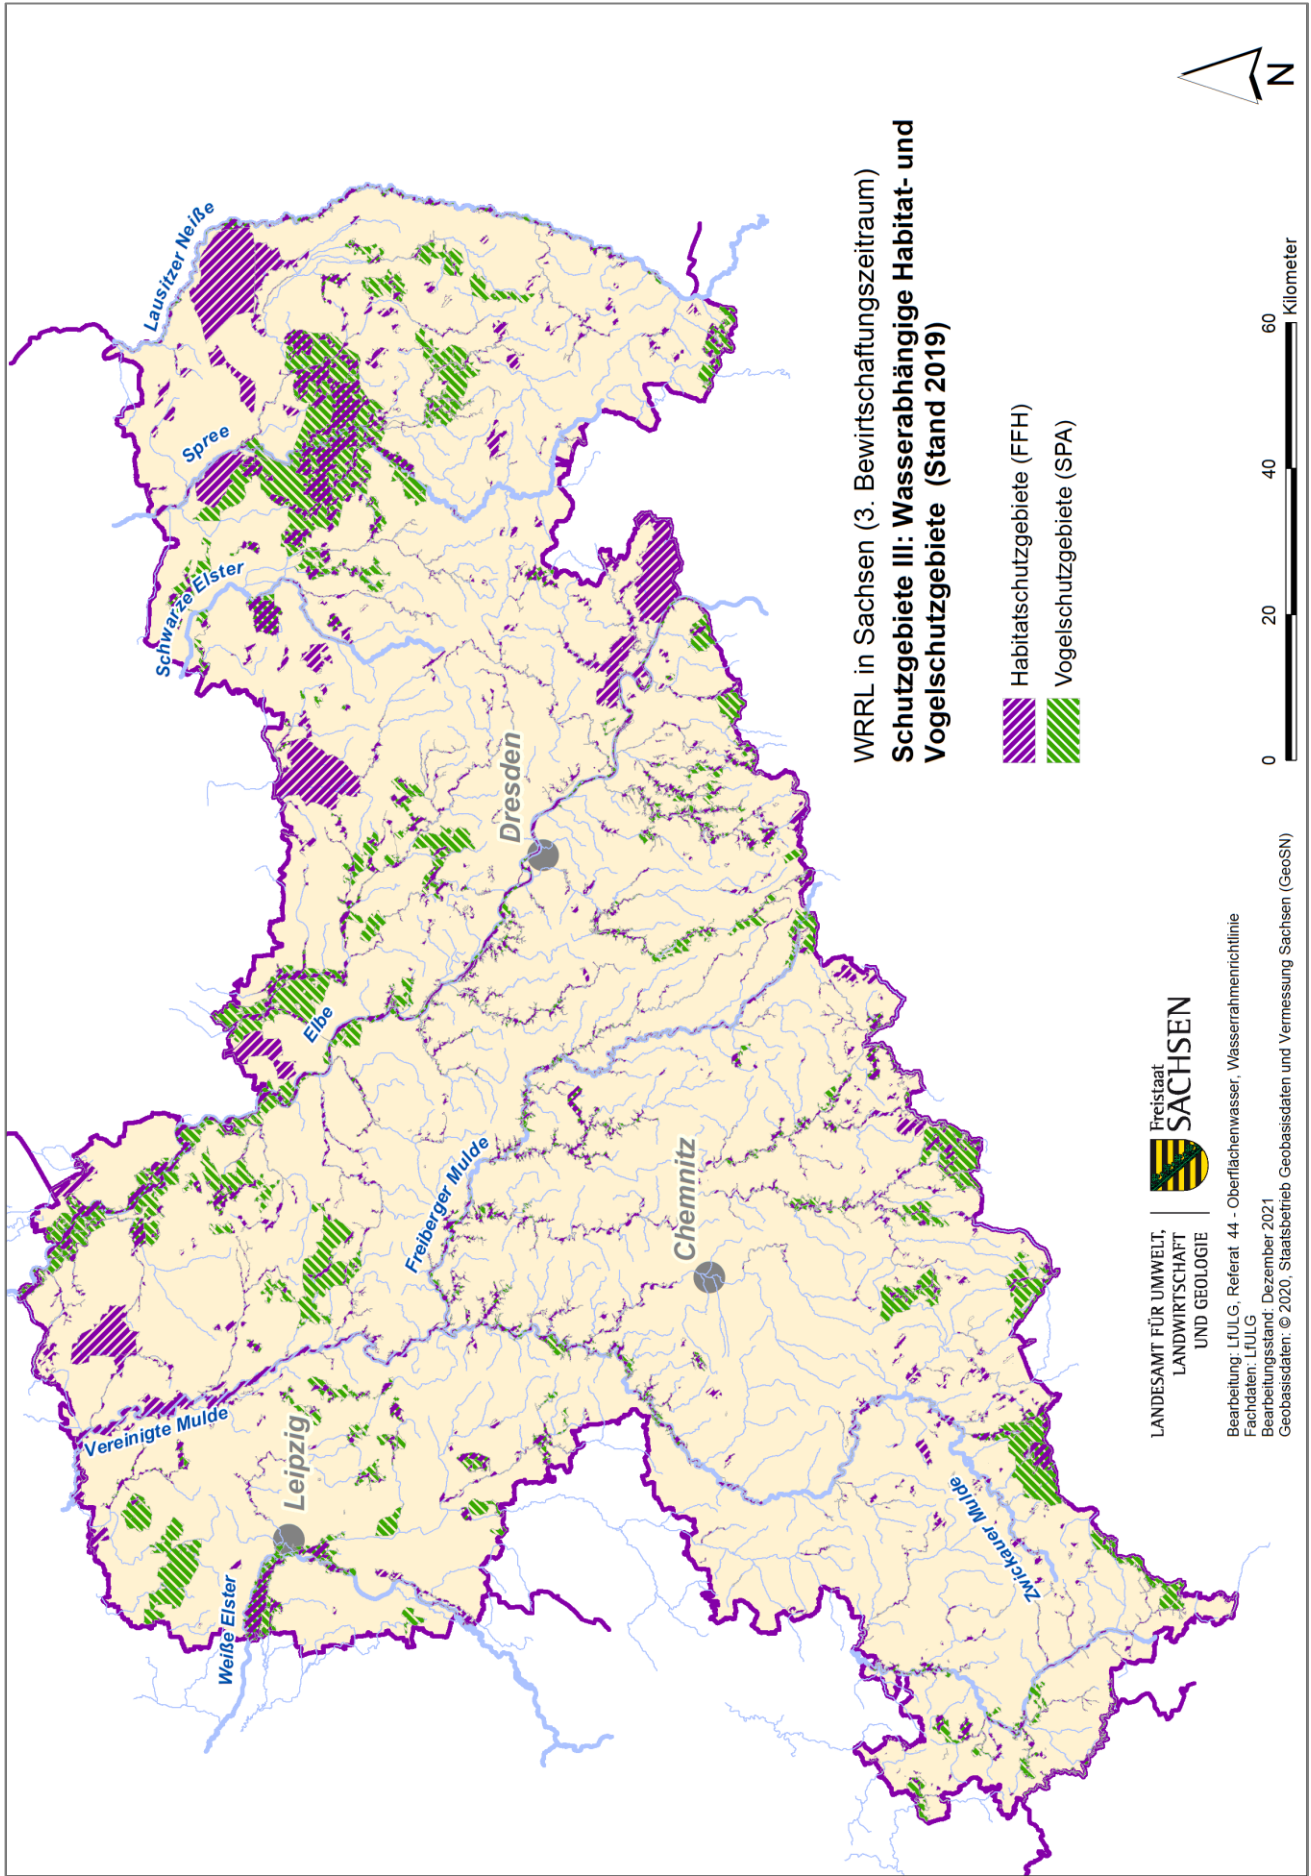 Lausitzer Neiße
Spree
Schwarze Elster
Elbe
Dresden
Freiberger Mulde
Chemnitz
Vereinigte Mulde
Leipzig
Weiße Elster
Zwickauer Mulde
WRRL in Sachsen (3. Bewirtschaftungszeitraum)
Schutzgebiete III: Wasserabhängige Habitat- und
Vogelschutzgebiete (Stand 2019)
Habitatschutzgebiete (FFH)
Vogelschutzgebiete (SPA)
N
0 20 40 60
Kilometer
LANDESAMT FÜR UMWELT,
LANDWIRTSCHAFT
UND GEOLOGIE
Freistaat
SACHSEN
Bearbeitung: LfULG, Referat 44 - Oberflächenwasser, Wasserrahmenrichtlinie
Fachdaten: LfULG
Bearbeitungsstand: Dezember 2021
Geobasisdaten: © 2020, Staatsbetrieb Geobasisdaten und Vermessung Sachsen (GeoSN)